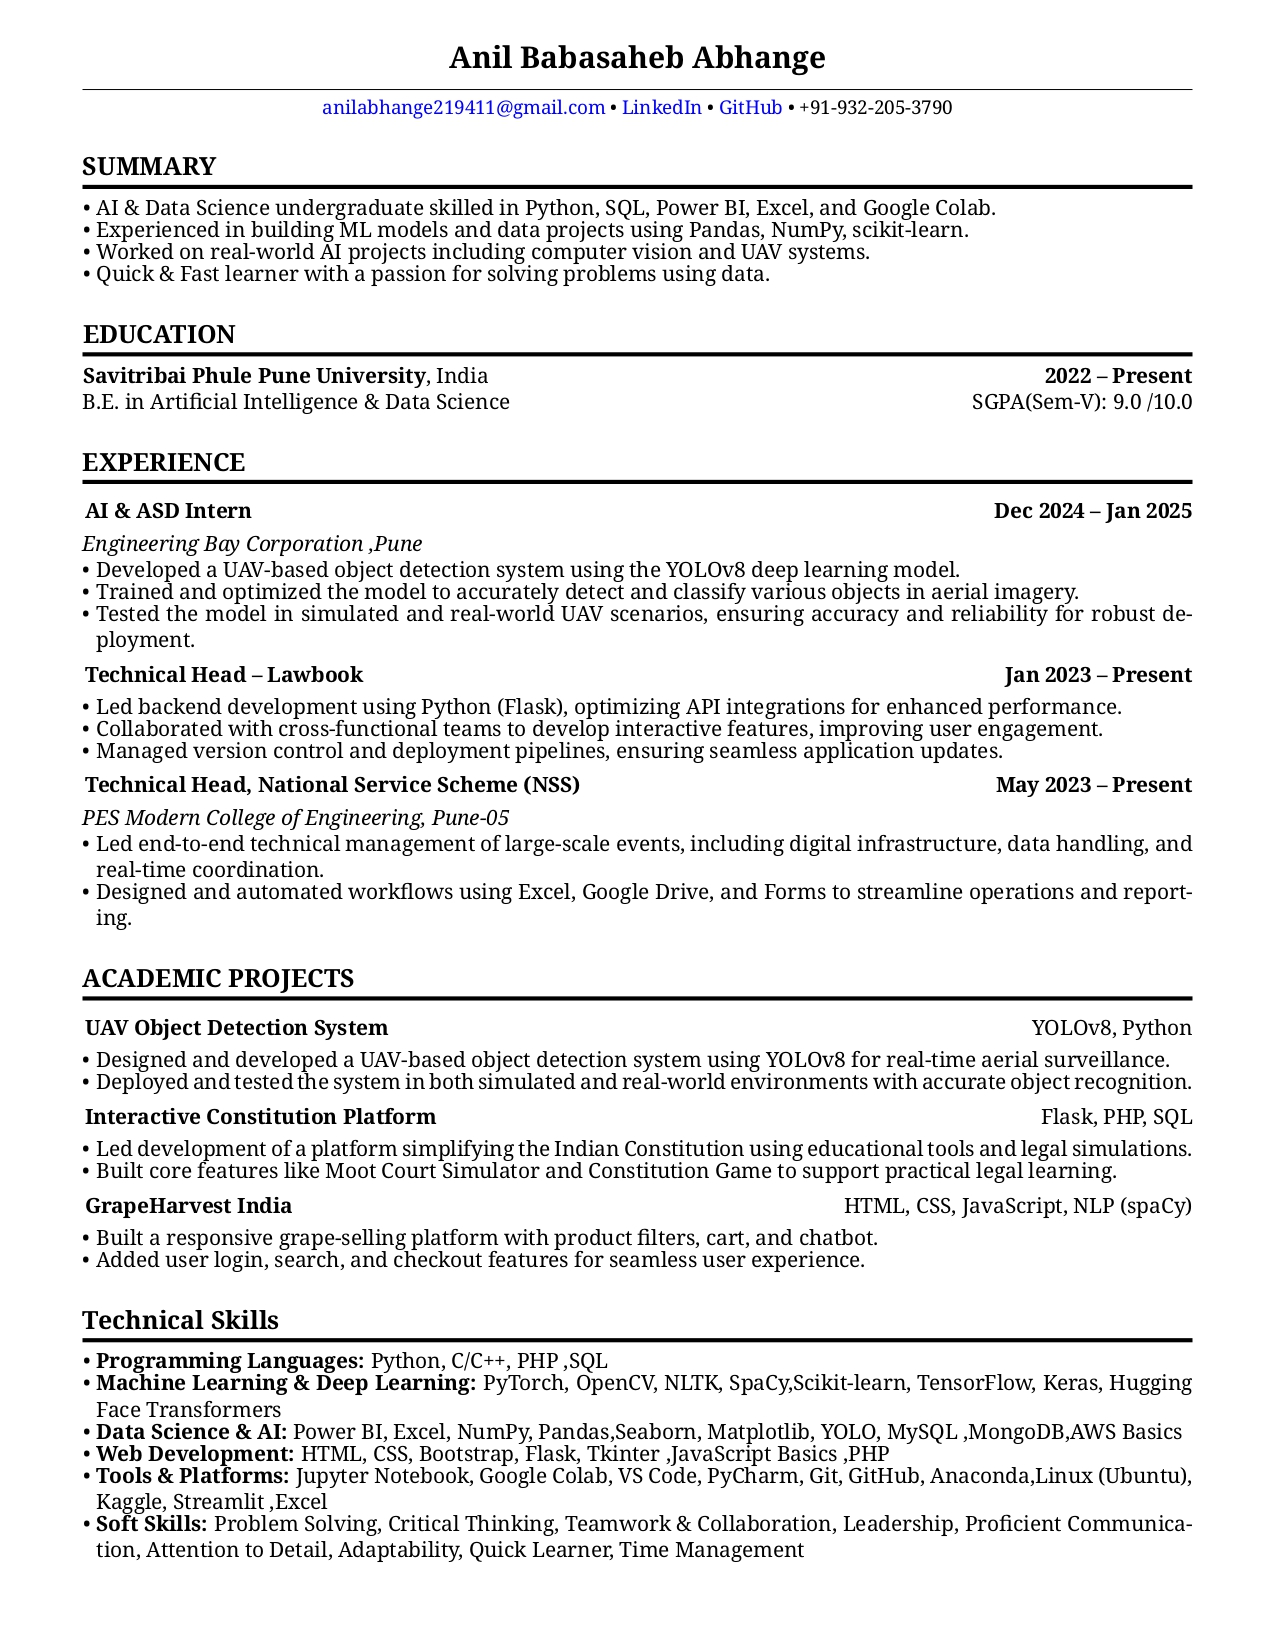 Anil Babasaheb Abhange
anilabhange219411@gmail.com • LinkedIn • GitHub • +91-932-205-3790
SUMMARY
• AI & Data Science undergraduate skilled in Python, SQL, Power BI, Excel, and Google Colab.
• Experienced in building ML models and data projects using Pandas, NumPy, scikit-learn.
• Worked on real-world AI projects including computer vision and UAV systems.
• Quick & Fast learner with a passion for solving problems using data.
EDUCATION
Savitribai Phule Pune University, India 2022 – Present
B.E. in Artificial Intelligence & Data Science SGPA(Sem-V): 9.0 /10.0
EXPERIENCE
AI & ASD Intern Dec 2024 – Jan 2025
Engineering Bay Corporation ,Pune
• Developed a UAV-based object detection system using the YOLOv8 deep learning model.
• Trained and optimized the model to accurately detect and classify various objects in aerial imagery.
• Tested the model in simulated and real-world UAV scenarios, ensuring accuracy and reliability for robust de-
ployment.
Technical Head – Lawbook Jan 2023 – Present
• Led backend development using Python (Flask), optimizing API integrations for enhanced performance.
• Collaborated with cross-functional teams to develop interactive features, improving user engagement.
• Managed version control and deployment pipelines, ensuring seamless application updates.
Technical Head, National Service Scheme (NSS) May 2023 – Present
PES Modern College of Engineering, Pune-05
• Led end-to-end technical management of large-scale events, including digital infrastructure, data handling, and
real-time coordination.
• Designed and automated workflows using Excel, Google Drive, and Forms to streamline operations and report-
ing.
ACADEMIC PROJECTS
UAV Object Detection System YOLOv8, Python
• Designed and developed a UAV-based object detection system using YOLOv8 for real-time aerial surveillance.
• Deployed and tested the system in both simulated and real-world environments with accurate object recognition.
Interactive Constitution Platform Flask, PHP, SQL
• Led development of a platform simplifying the Indian Constitution using educational tools and legal simulations.
• Built core features like Moot Court Simulator and Constitution Game to support practical legal learning.
GrapeHarvest India HTML, CSS, JavaScript, NLP (spaCy)
• Built a responsive grape-selling platform with product filters, cart, and chatbot.
• Added user login, search, and checkout features for seamless user experience.
Technical Skills
• Programming Languages: Python, C/C++, PHP ,SQL
• Machine Learning & Deep Learning: PyTorch, OpenCV, NLTK, SpaCy,Scikit-learn, TensorFlow, Keras, Hugging
Face Transformers
• Data Science & AI: Power BI, Excel, NumPy, Pandas,Seaborn, Matplotlib, YOLO, MySQL ,MongoDB,AWS Basics
• Web Development: HTML, CSS, Bootstrap, Flask, Tkinter ,JavaScript Basics ,PHP
• Tools & Platforms: Jupyter Notebook, Google Colab, VS Code, PyCharm, Git, GitHub, Anaconda,Linux (Ubuntu),
Kaggle, Streamlit ,Excel
• Soft Skills: Problem Solving, Critical Thinking, Teamwork & Collaboration, Leadership, Proficient Communica-
tion, Attention to Detail, Adaptability, Quick Learner, Time Management